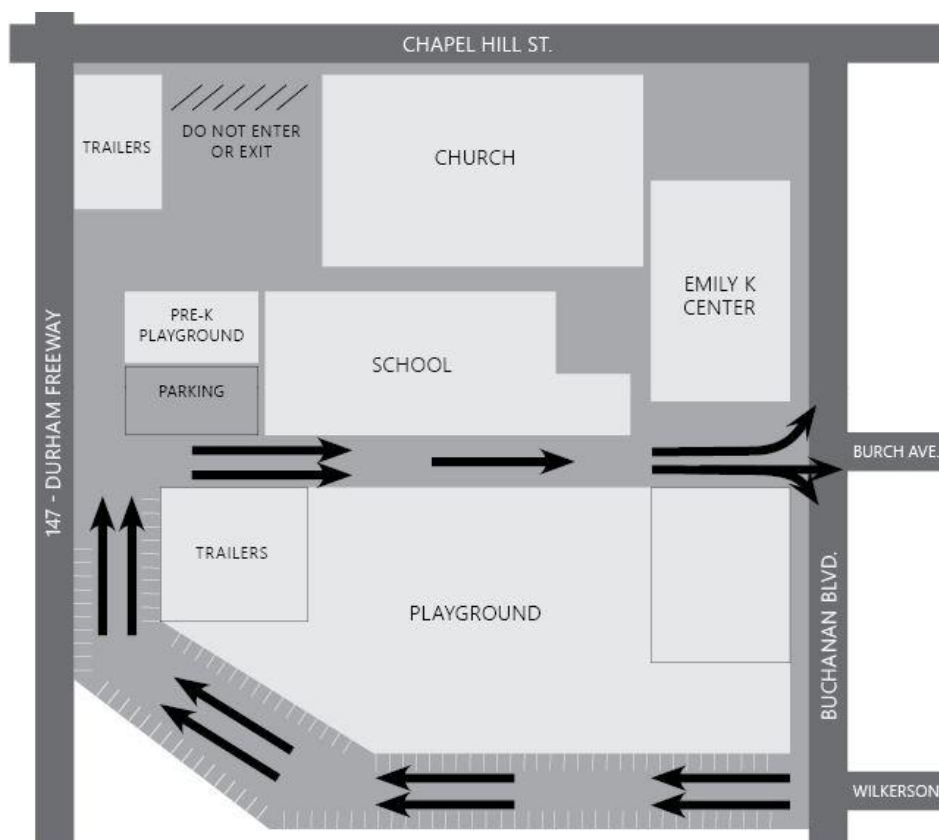 CHAPEL HILL ST.
TRAILERS
DO NOT ENTER
OR EXIT
CHURCH
EMILY K
CENTER
PRE-K
PLAYGROUND
PARKING
SCHOOL
147 - DURHAM FREEWAY
BURCH AVE.
TRAILERS
PLAYGROUND
BUCHANAN BLVD.
WILKERSON